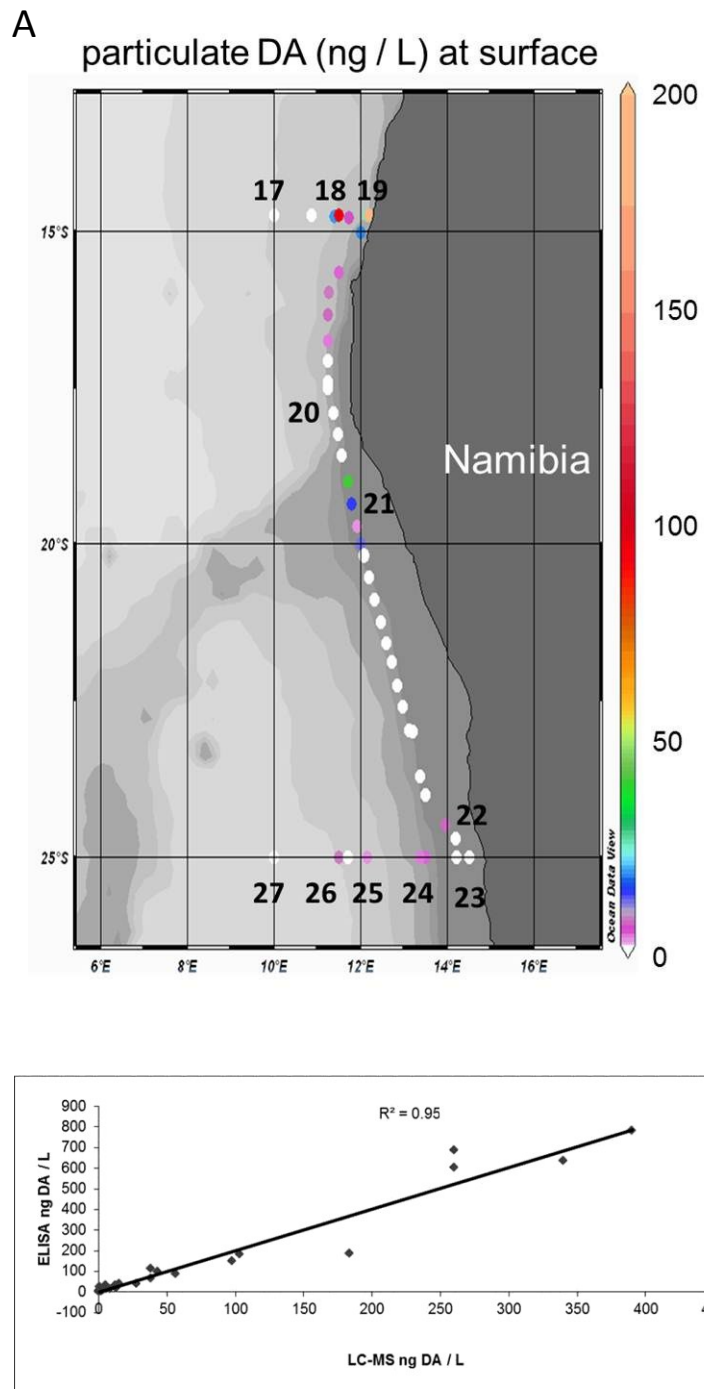 A
particulate DA (ng / L) at surface
200
17 18 19
15°S
150
20
Namibia
21
100
20°S
50
22
25°S
27 26 25 24 23
Ocean Data View
0
6°E 8°E 10°E 12°E 14°E
900
R² = 0.95
800
700
600
500
400
300
200
100
0
-100
0 50 100 150 200 250 300 350 400
ELISA ng DA / L
LC-MS ng DA / L